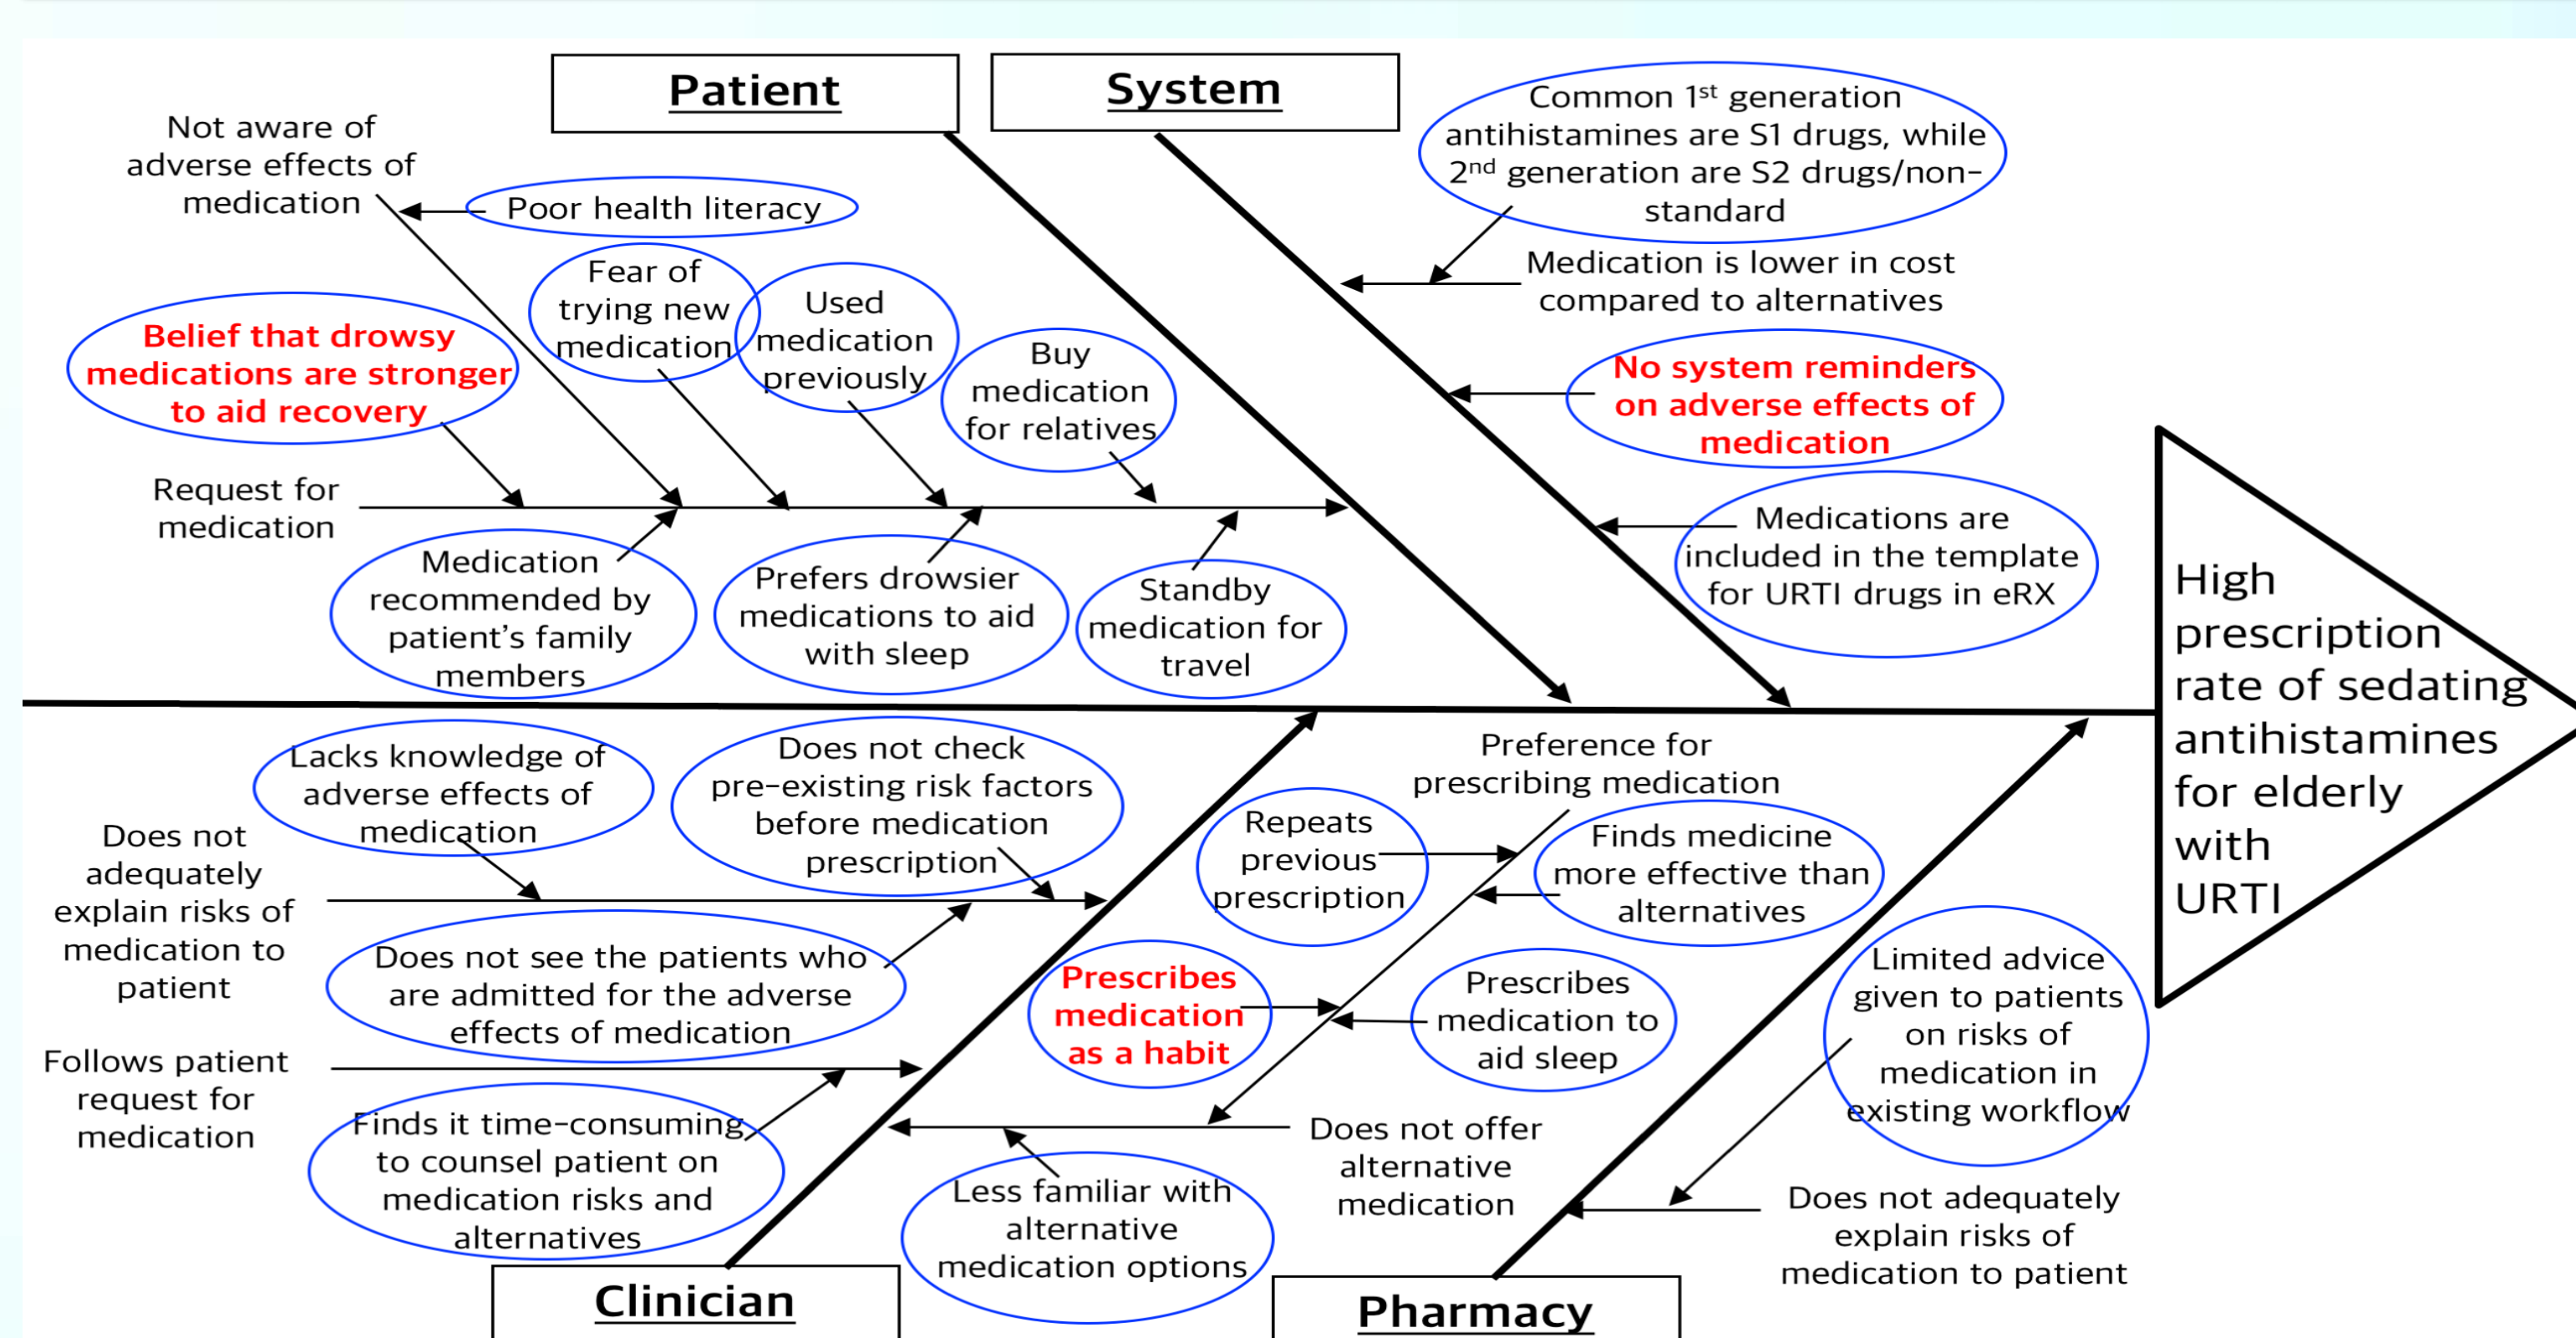 Patient
System
Not aware of
adverse effects of
medication
Poor health literacy
Fear of
trying new
medication
Used
medication
previously
Buy
medication
for relatives
Belief that drowsy
medications are stronger
to aid recovery
Request for
medication
Medication
recommended by
patient’s family
members
Prefers drowsier
medications to aid
with sleep
Standby
medication for
travel
Common 1st generation
antihistamines are S1 drugs, while
2nd generation are S2 drugs/non-
standard
Medication is lower in cost
compared to alternatives
No system reminders
on adverse effects of
medication
Medications are
included in the template
for URTI drugs in eRX
High
prescription
rate of sedating
antihistamines
for elderly
with
URTI
Lacks knowledge of
adverse effects of
medication
Does not check
pre-existing risk factors
before medication
prescription
Does not
adequately
explain risks of
medication to
patient
Does not see the patients who
are admitted for the adverse
effects of medication
Follows patient
request for
medication
Finds it time-consuming
to counsel patient on
medication risks and
alternatives
Preference for
prescribing medication
Repeats
previous
prescription
Finds medicine
more effective than
alternatives
Prescribes
medication
as a habit
Prescribes
medication to
aid sleep
Does not offer
alternative
medication
Less familiar with
alternative
medication options
Limited advice
given to patients
on risks of
medication in
existing workflow
Does not adequately
explain risks of
medication to patient
Clinician
Pharmacy